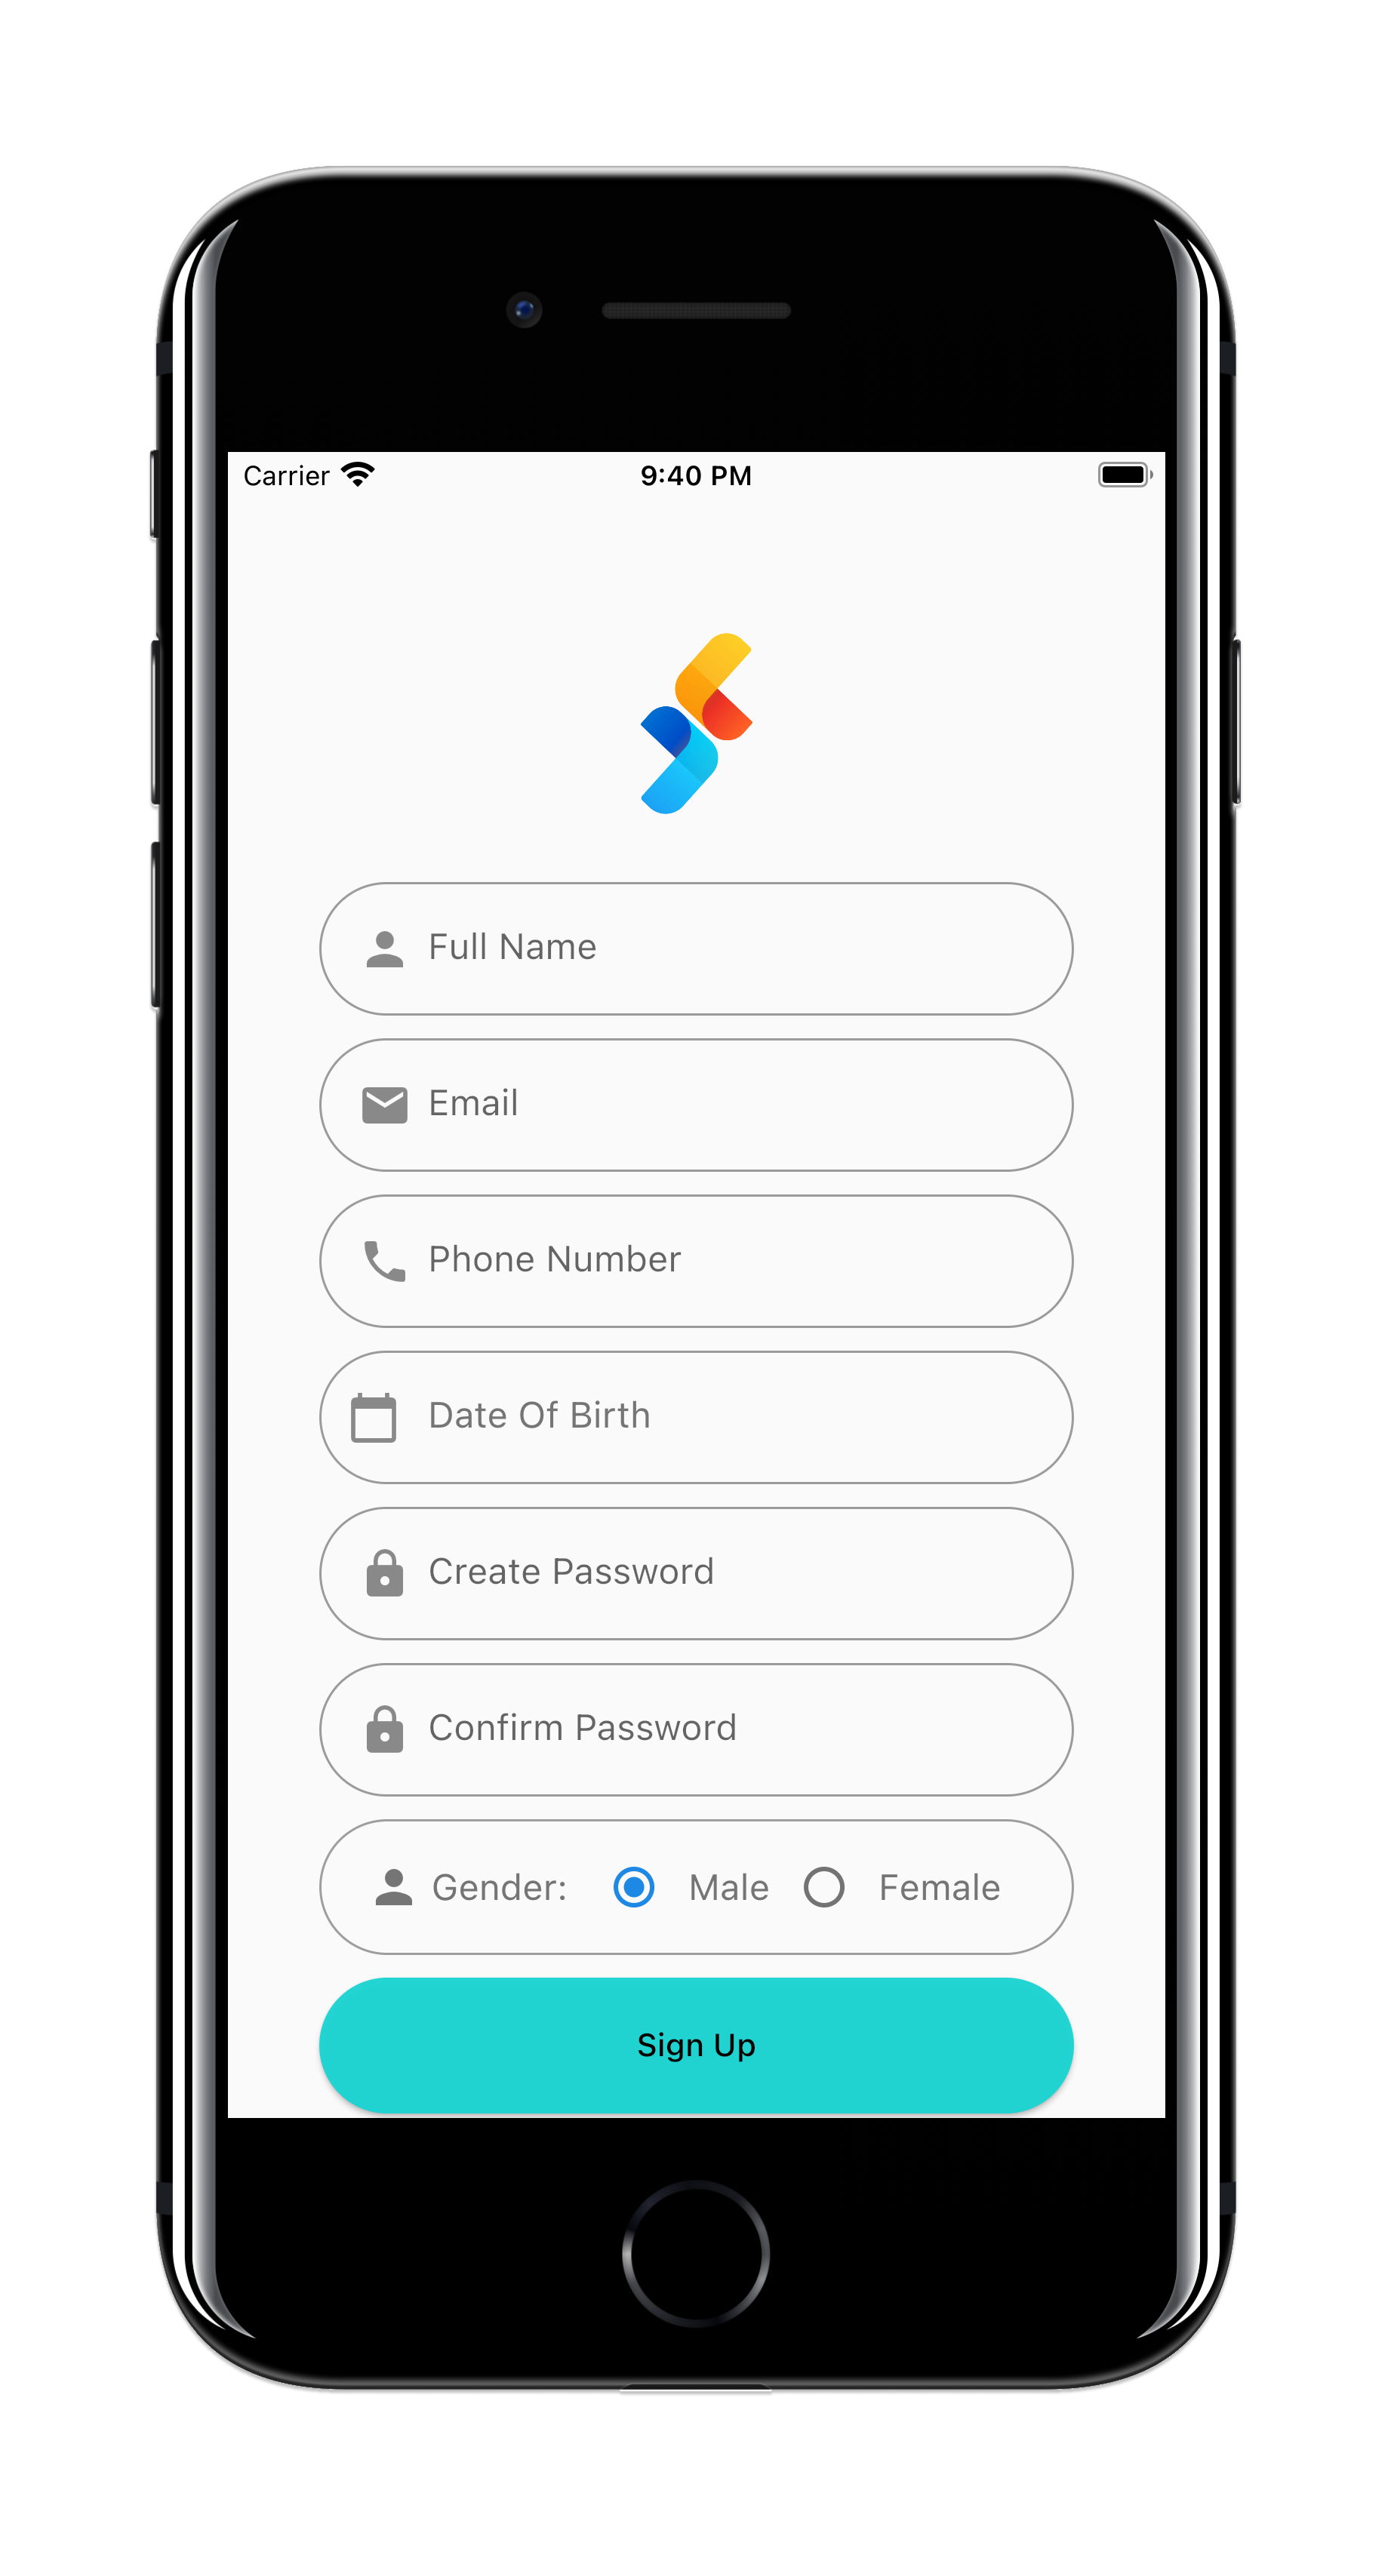 Carrier 9:40 PM
Full Name
Email
Phone Number
Date Of Birth
Create Password
Confirm Password
Gender: Male Female
Sign Up